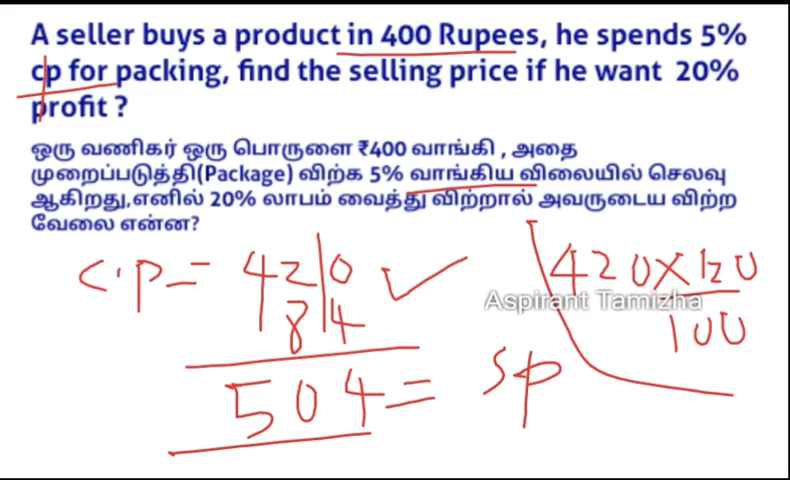 A seller buys a product in 400 Rupees, he spends 5%
cp for packing, find the selling price if he want 20%
profit ?
ஒரு வணிகர் ஒரு பொருளை ₹400 வாங்கி , அதை
முறைப்படுத்தி(Package) விற்க 5% வாங்கிய விலையில் செலவு
ஆகிறது,எனில் 20% லாபம் வைத்து விற்றால் அவருடைய விற்ற
வேலை என்ன?
C.P = 420 ✓
84
504 = SP
420 X 120
100
Aspirant Tamizha